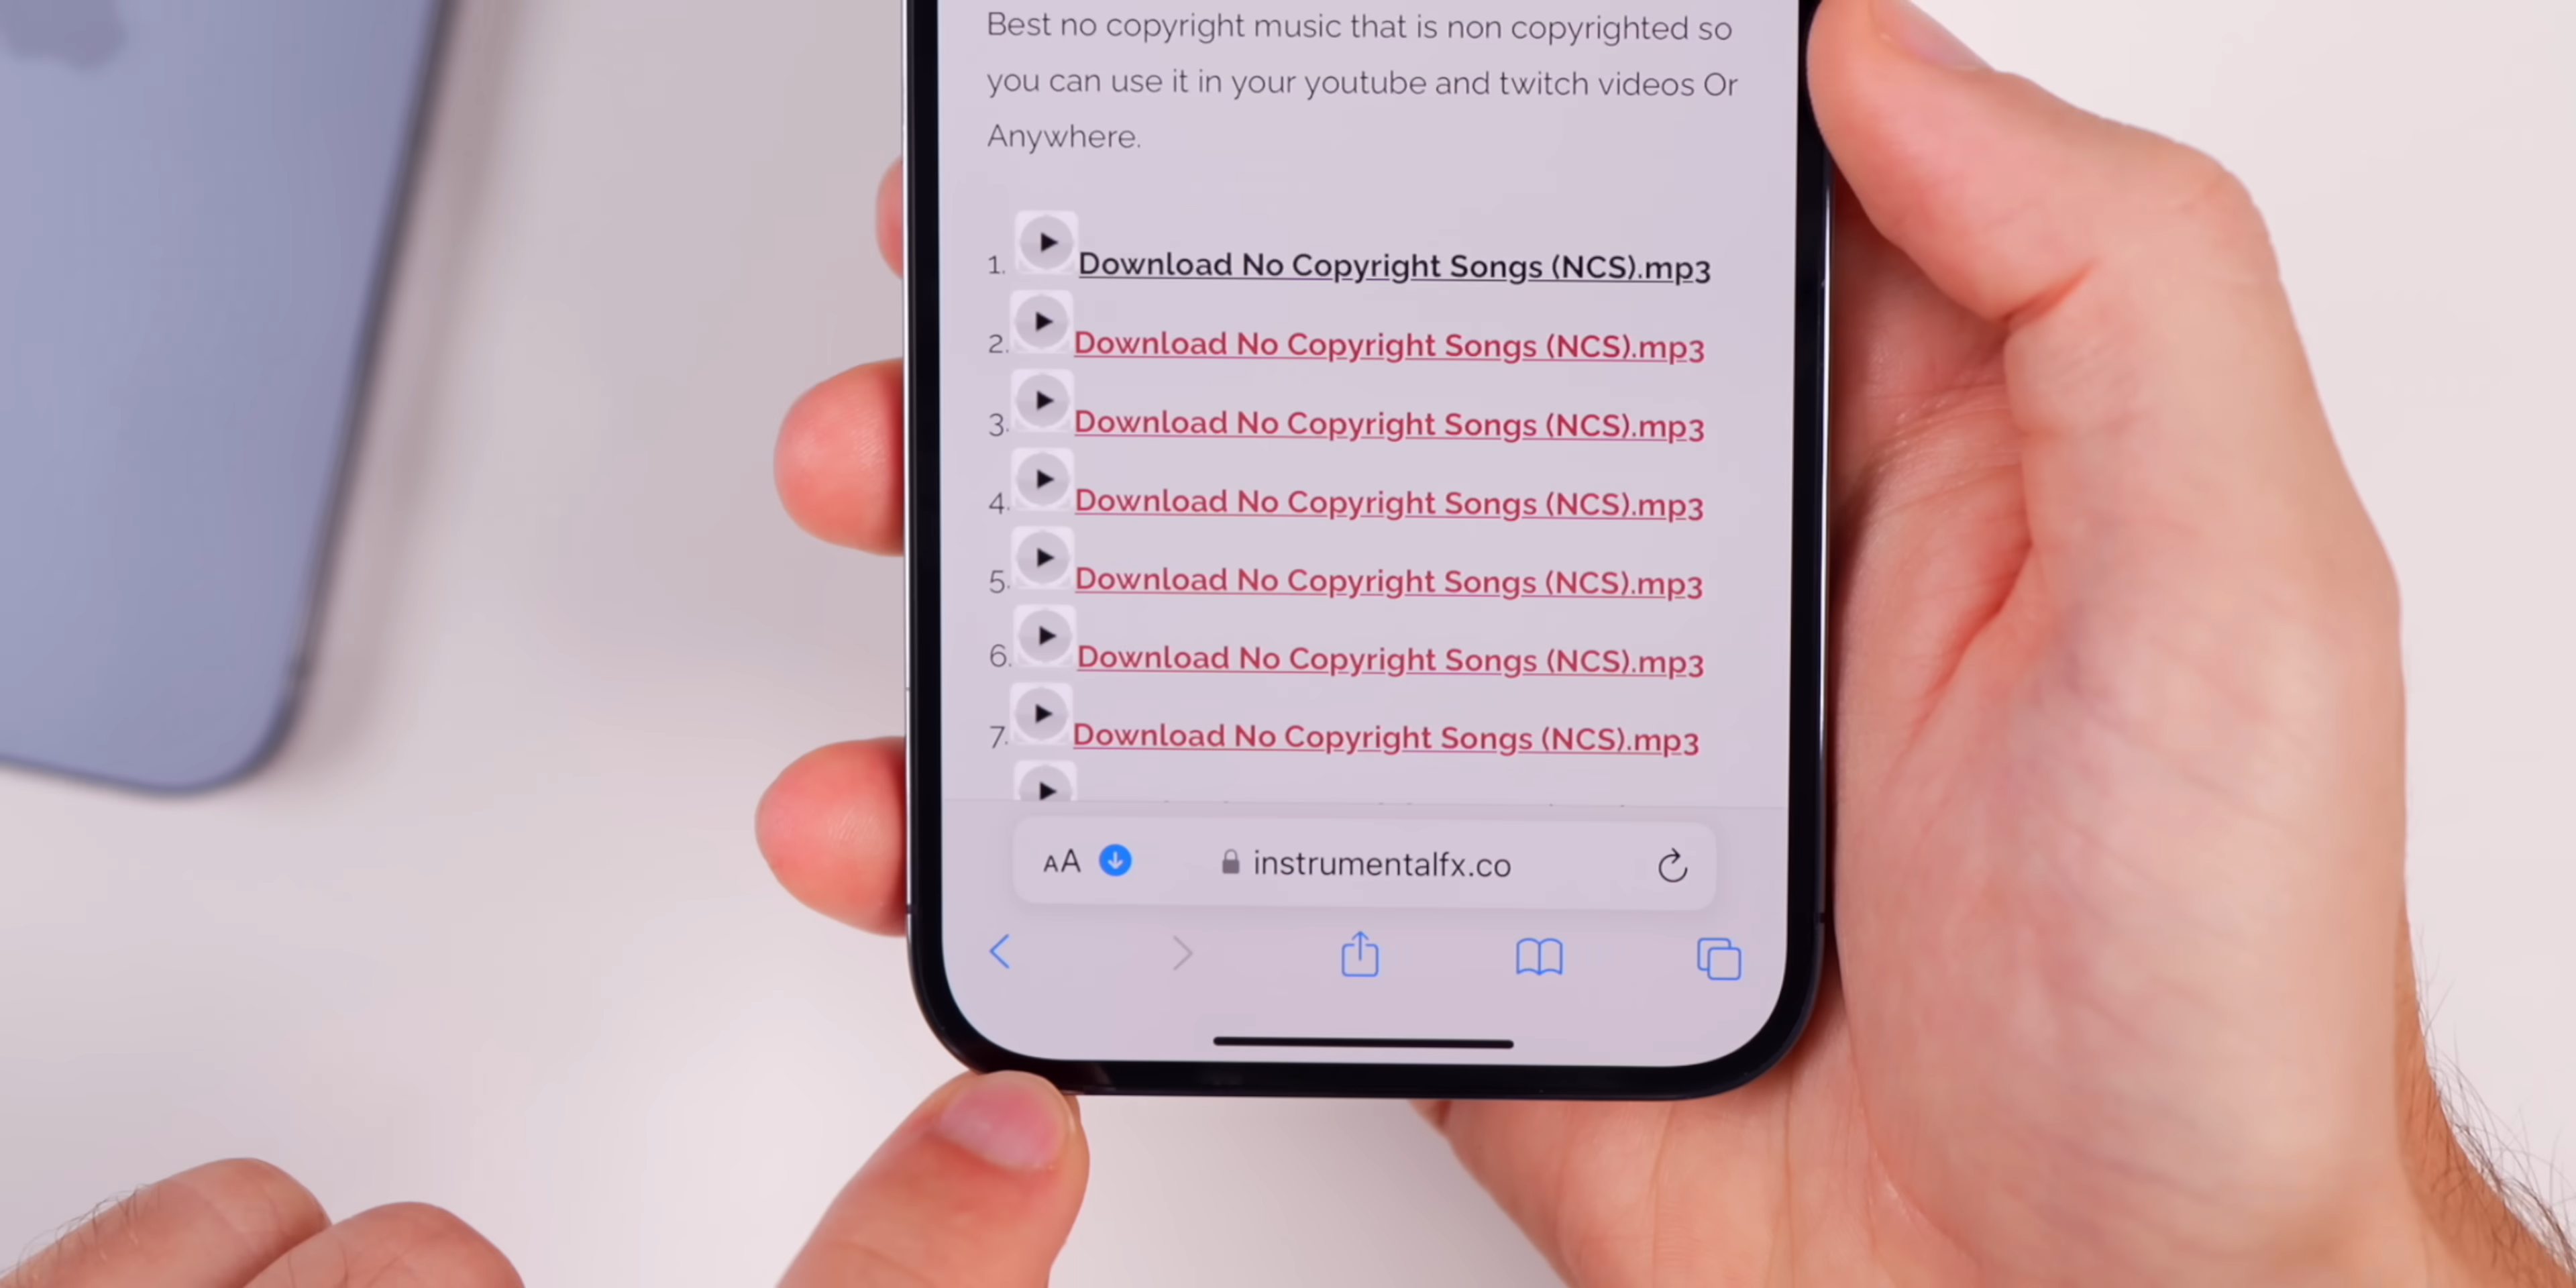 Best no copyright music that is non copyrighted so
you can use it in your youtube and twitch videos Or
Anywhere.
1. Download No Copyright Songs (NCS).mp3
2. Download No Copyright Songs (NCS).mp3
3. Download No Copyright Songs (NCS).mp3
4. Download No Copyright Songs (NCS).mp3
5. Download No Copyright Songs (NCS).mp3
6. Download No Copyright Songs (NCS).mp3
7. Download No Copyright Songs (NCS).mp3
AA instrumentalfx.co